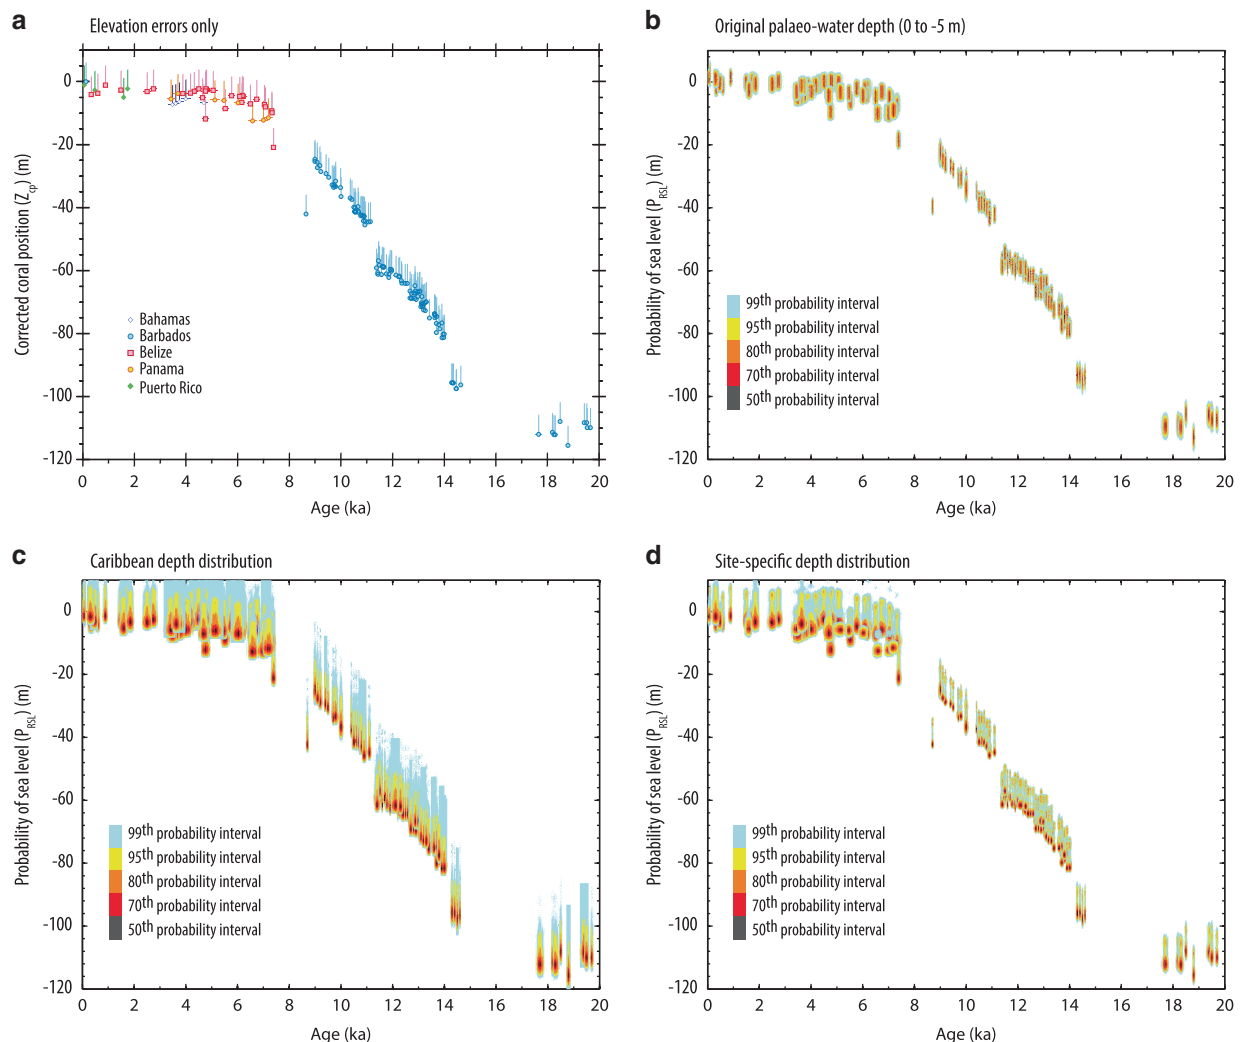 a
Elevation errors only
0
-20
-40
-60
-80
-100
-120
Corrected coral position (Zcp) (m)
Bahamas
Barbados
Belize
Panama
Puerto Rico
0 2 4 6 8 10 12 14 16 18 20
Age (ka)
b
Original palaeo-water depth (0 to -5 m)
0
-20
-40
-60
-80
-100
-120
Probability of sea level (PRSL) (m)
99th probability interval
95th probability interval
80th probability interval
70th probability interval
50th probability interval
0 2 4 6 8 10 12 14 16 18 20
Age (ka)
c
Caribbean depth distribution
0
-20
-40
-60
-80
-100
-120
Probability of sea level (PRSL) (m)
99th probability interval
95th probability interval
80th probability interval
70th probability interval
50th probability interval
0 2 4 6 8 10 12 14 16 18 20
Age (ka)
d
Site-specific depth distribution
0
-20
-40
-60
-80
-100
-120
Probability of sea level (PRSL) (m)
99th probability interval
95th probability interval
80th probability interval
70th probability interval
50th probability interval
0 2 4 6 8 10 12 14 16 18 20
Age (ka)